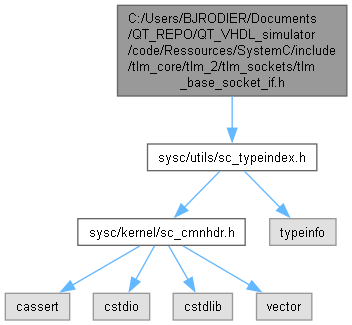 C:/Users/BJRODIER/Documents
/QT_REPO/QT_VHDL_simulator
/code/Ressources/SystemC/include
/tlm_core/tlm_2/tlm_sockets/tlm
_base_socket_if.h
sysc/utils/sc_typeindex.h
sysc/kernel/sc_cmnhdr.h
typeinfo
cassert
cstdio
cstdlib
vector